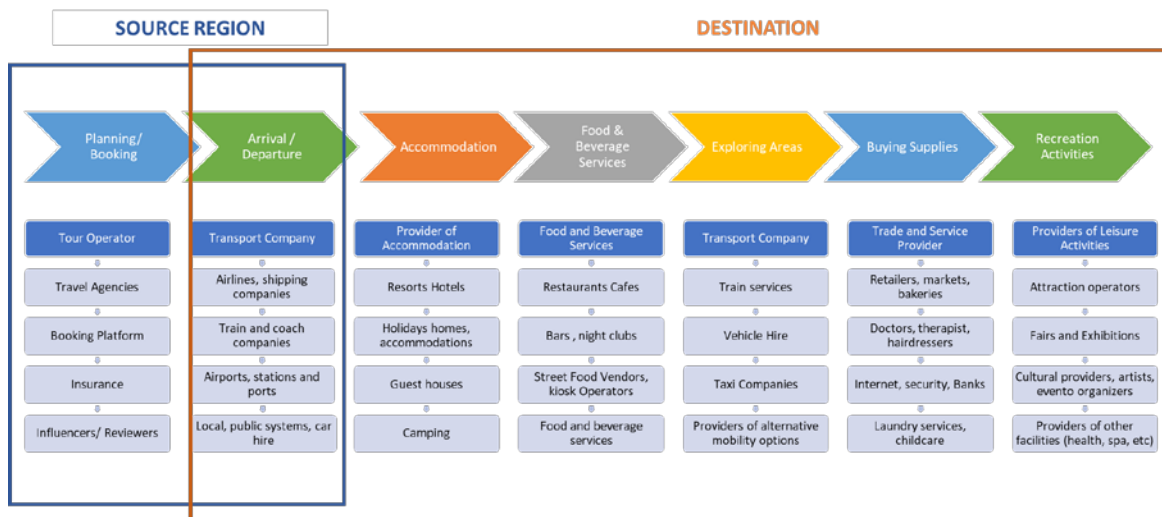 SOURCE REGION
DESTINATION
Planning/
Booking
Arrival /
Departure
Accommodation
Food &
Beverage
Services
Exploring Areas
Buying Supplies
Recreation
Activities
Tour Operator
Travel Agencies
Booking Platform
Insurance
Influencers/ Reviewers
Transport Company
Airlines, shipping
companies
Train and coach
companies
Airports, stations and
ports
Local, public systems, car
hire
Provider of
Accommodation
Resorts Hotels
Holidays homes,
accommodations
Guest houses
Camping
Food and Beverage
Services
Restaurants Cafes
Bars , night clubs
Street Food Vendors,
kiosk Operators
Food and beverage
services
Transport Company
Train services
Vehicle Hire
Taxi Companies
Providers of alternative
mobility options
Trade and Service
Provider
Retailers, markets,
bakeries
Doctors, therapist,
hairdressers
Internet, security, Banks
Laundry services,
childcare
Providers of Leisure
Activities
Attraction operators
Fairs and Exhibitions
Cultural providers, artists,
evento organizers
Providers of other
facilities (health, spa, etc)